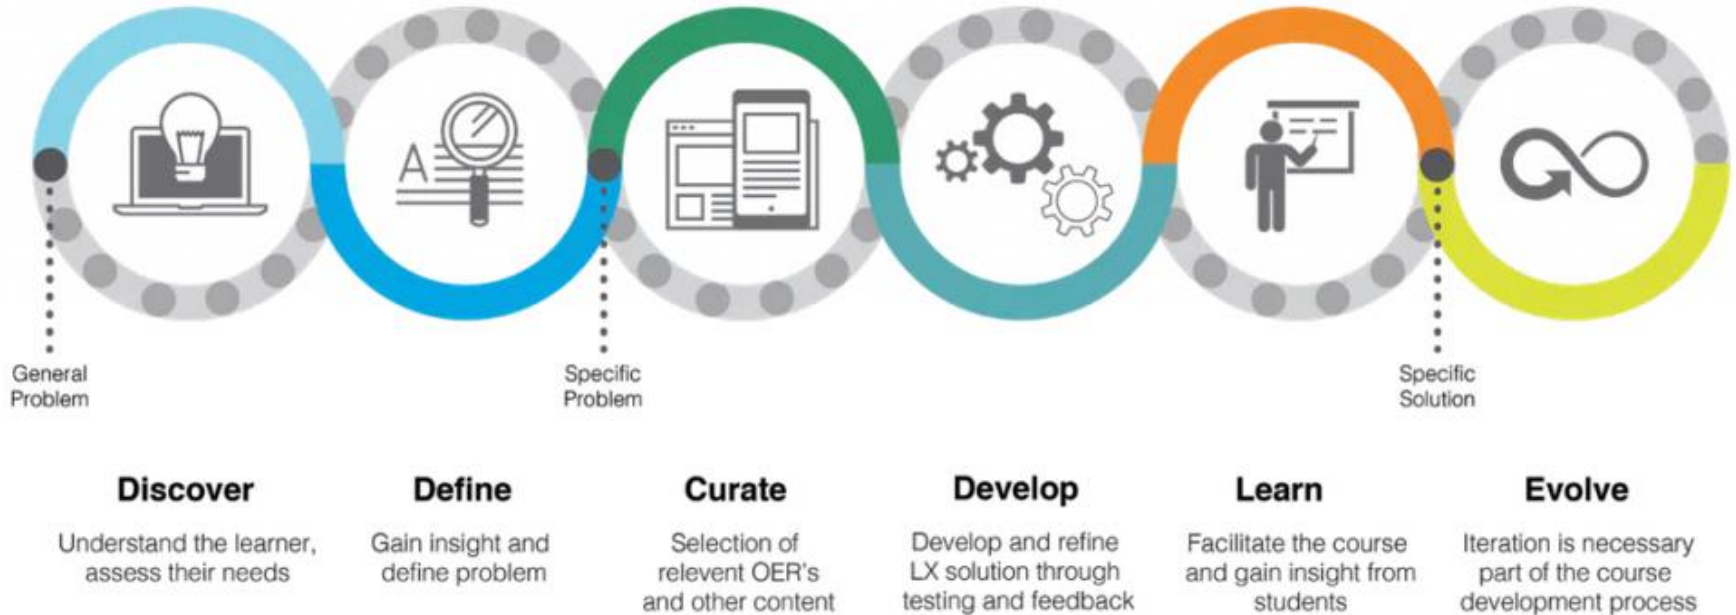 General
Problem
Specific
Problem
Specific
Solution
A
Discover
Understand the learner,
assess their needs
Define
Gain insight and
define problem
Curate
Selection of
relevent OER's
and other content
Develop
Develop and refine
LX solution through
testing and feedback
Learn
Facilitate the course
and gain insight from
students
Evolve
Iteration is necessary
part of the course
development process